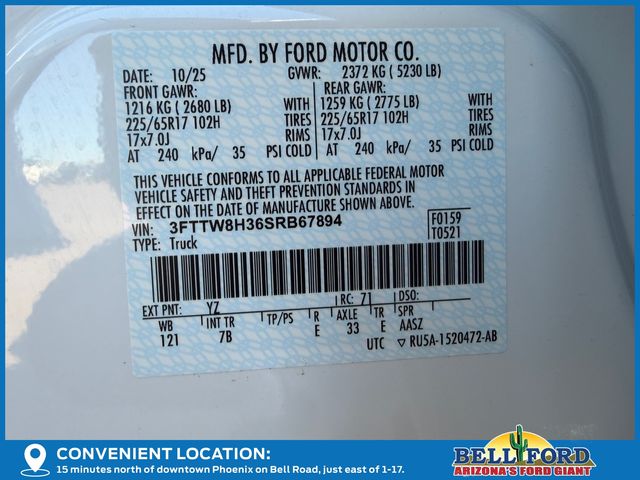 MFD. BY FORD MOTOR CO.
DATE: 10/25 GVWR: 2372 KG ( 5230 LB)
FRONT GAWR: REAR GAWR:
1216 KG ( 2680 LB) WITH 1259 KG ( 2775 LB) WITH
225/65R17 102H TIRES 225/65R17 102H TIRES
17x7.0J RIMS 17x7.0J RIMS
AT 240 kPa/ 35 PSI COLD AT 240 kPa/ 35 PSI COLD
THIS VEHICLE CONFORMS TO ALL APPLICABLE FEDERAL MOTOR
VEHICLE SAFETY AND THEFT PREVENTION STANDARDS IN
EFFECT ON THE DATE OF MANUFACTURE SHOWN ABOVE.
VIN: 3FTTW8H36SRB67894 F0159
TYPE: Truck T0521
EXT PNT: YZ RC: 71 DSO:
WB INT TR TP/PS R AXLE TR SPR
121 7B E 33 E AASZ
UTC RU5A-1520472-AB
CONVENIENT LOCATION:
15 minutes north of downtown Phoenix on Bell Road, just east of 1-17.
BELL FORD
ARIZONA'S FORD GIANT